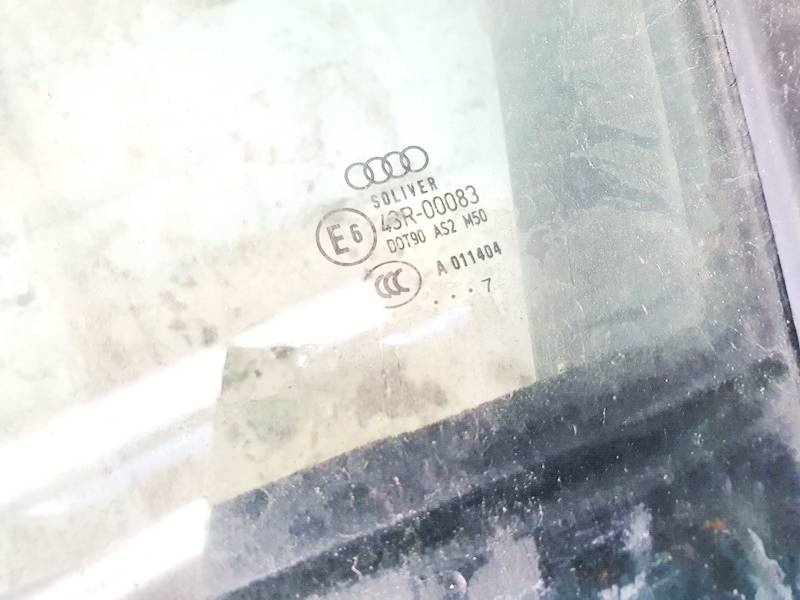 SOLIVER
E6 43R-00083
DOT90 AS2 M50
CCC A 011404
...7